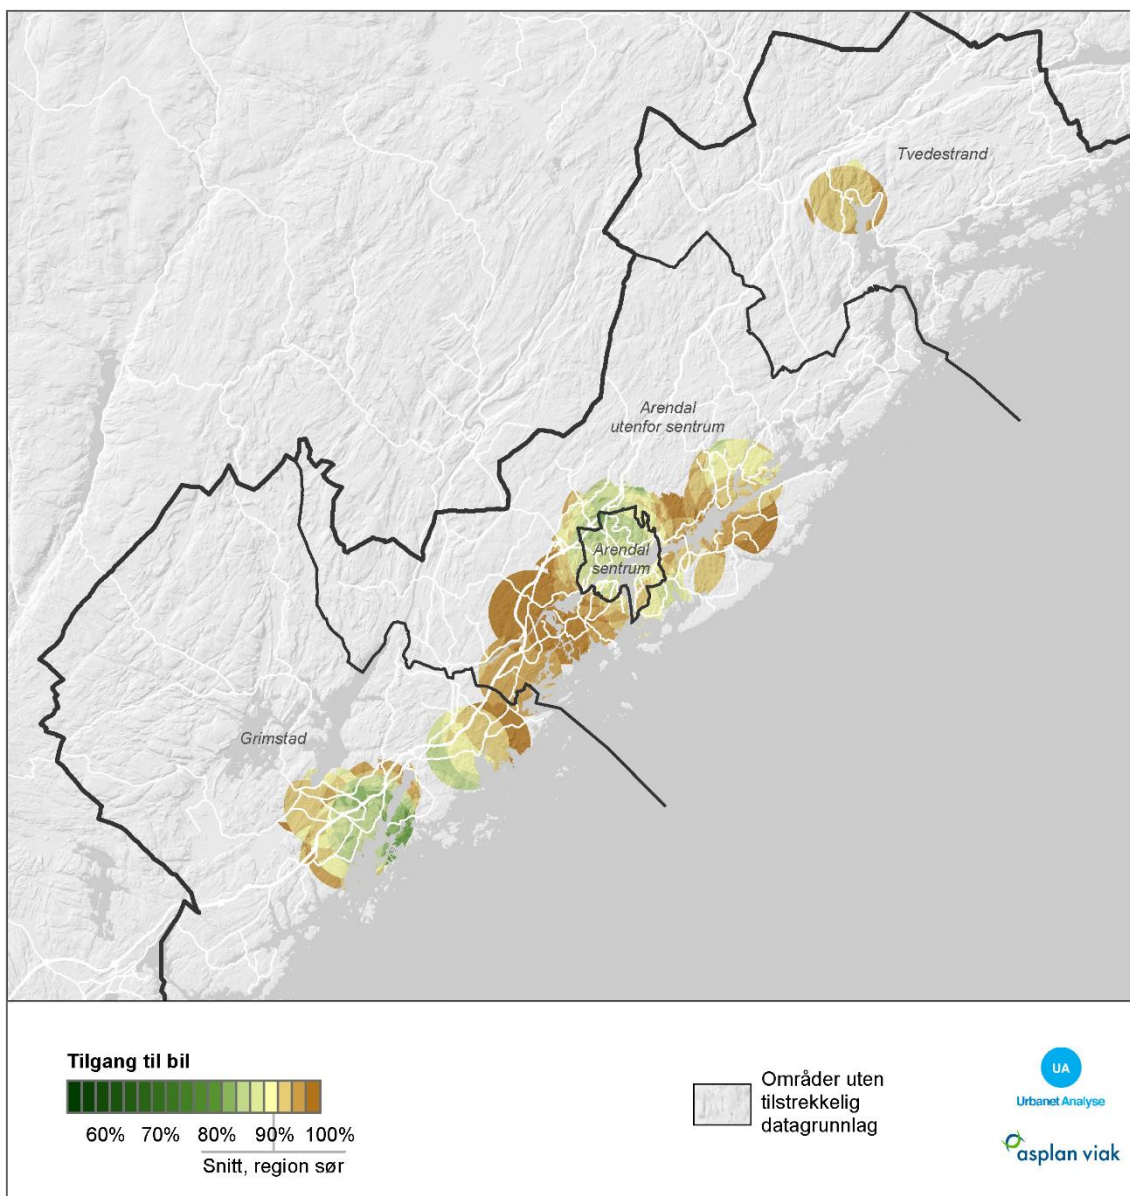 Tvedestrand
Arendal
utenfor sentrum
Arendal
sentrum
Grimstad
Tilgang til bil
60% 70% 80% 90% 100%
Snitt, region sør
Områder uten
tilstrekkelig
datagrunnlag
UA
Urbanet Analyse
asplan viak